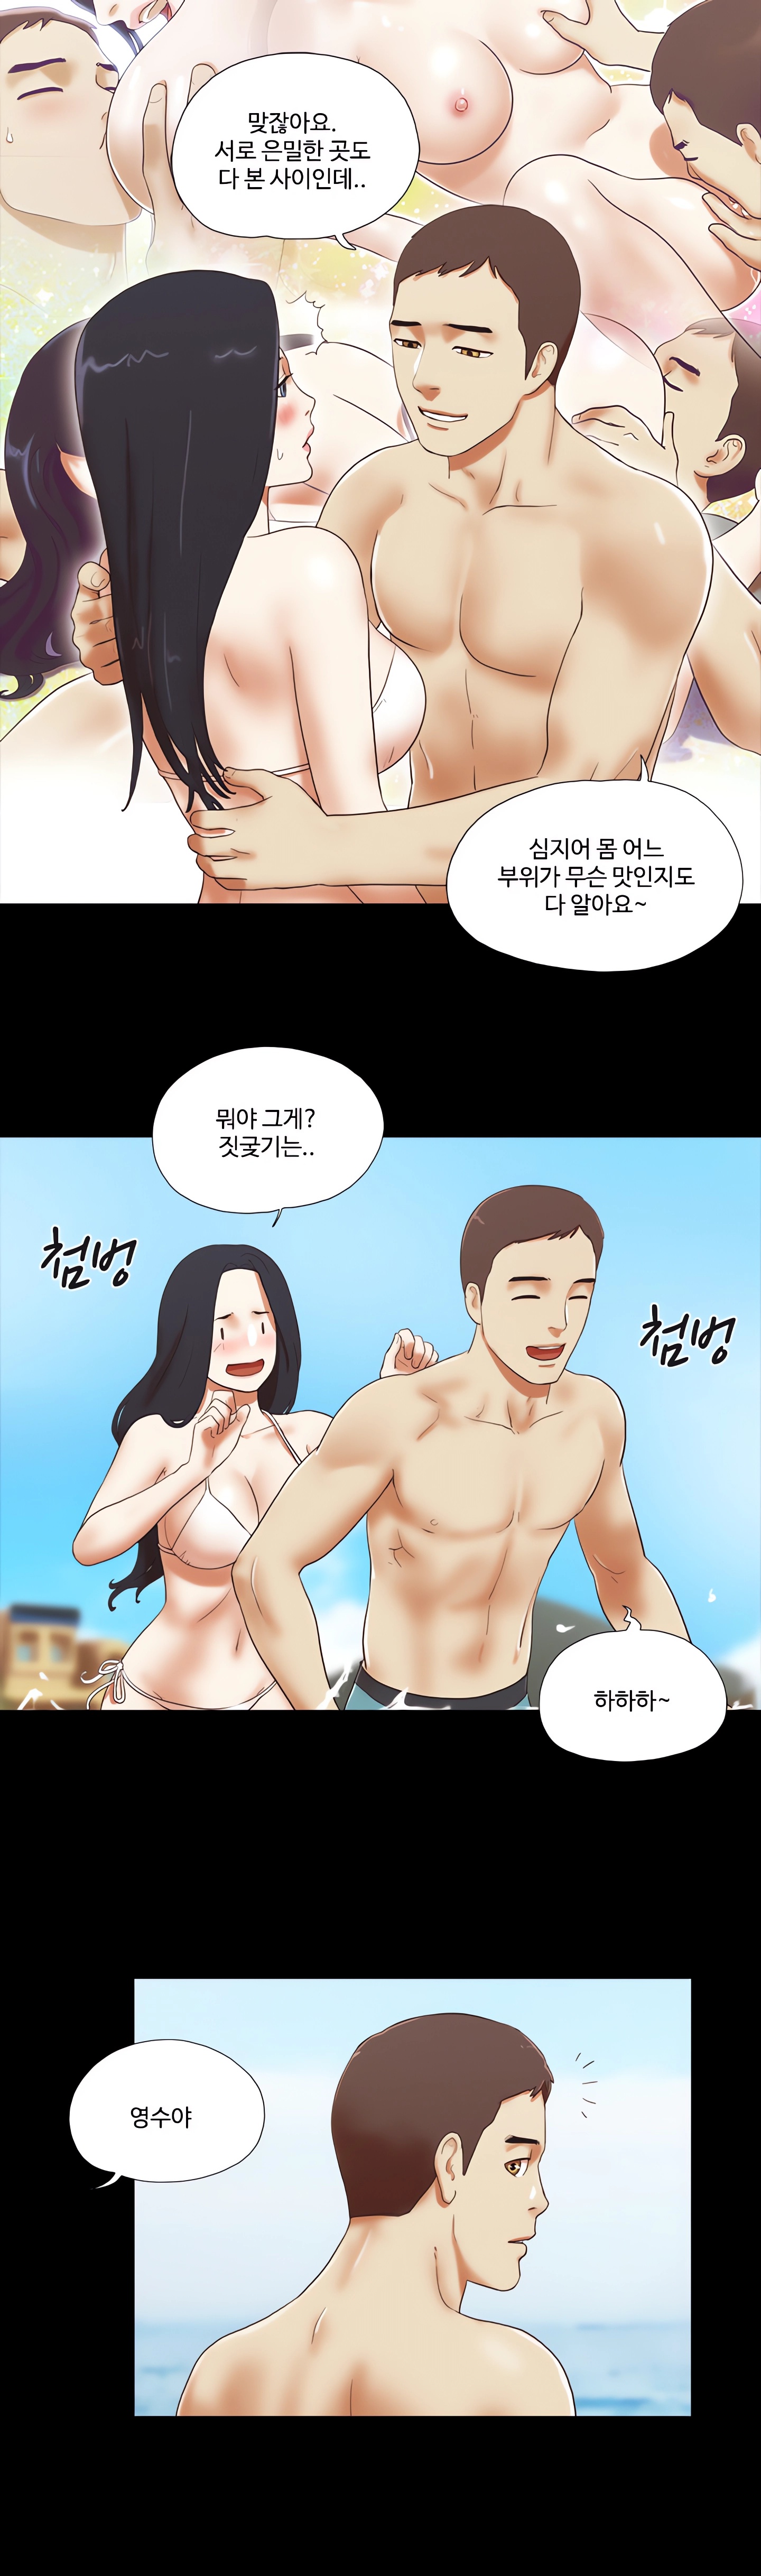 맞잖아요.
서로 은밀한 곳도
다 본 사이인데..
심지어 몸 어느
부위가 무슨 맛인지도
다 알아요~
뭐야 그게?
짓궂기는..
첨벙
첨벙
하하하~
영수야